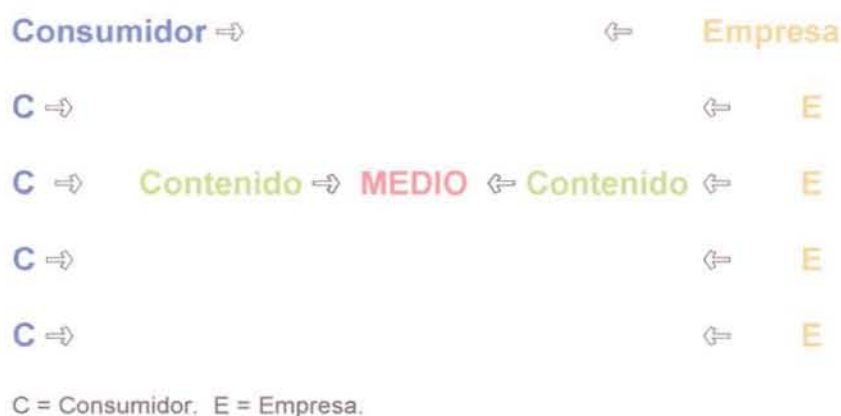 Consumidor ⇨ ⇦ Empresa
C ⇨ ⇦ E
C ⇨ Contenido ⇨ MEDIO ⇦ Contenido ⇦ E
C ⇨ ⇦ E
C ⇨ ⇦ E
C = Consumidor. E = Empresa.